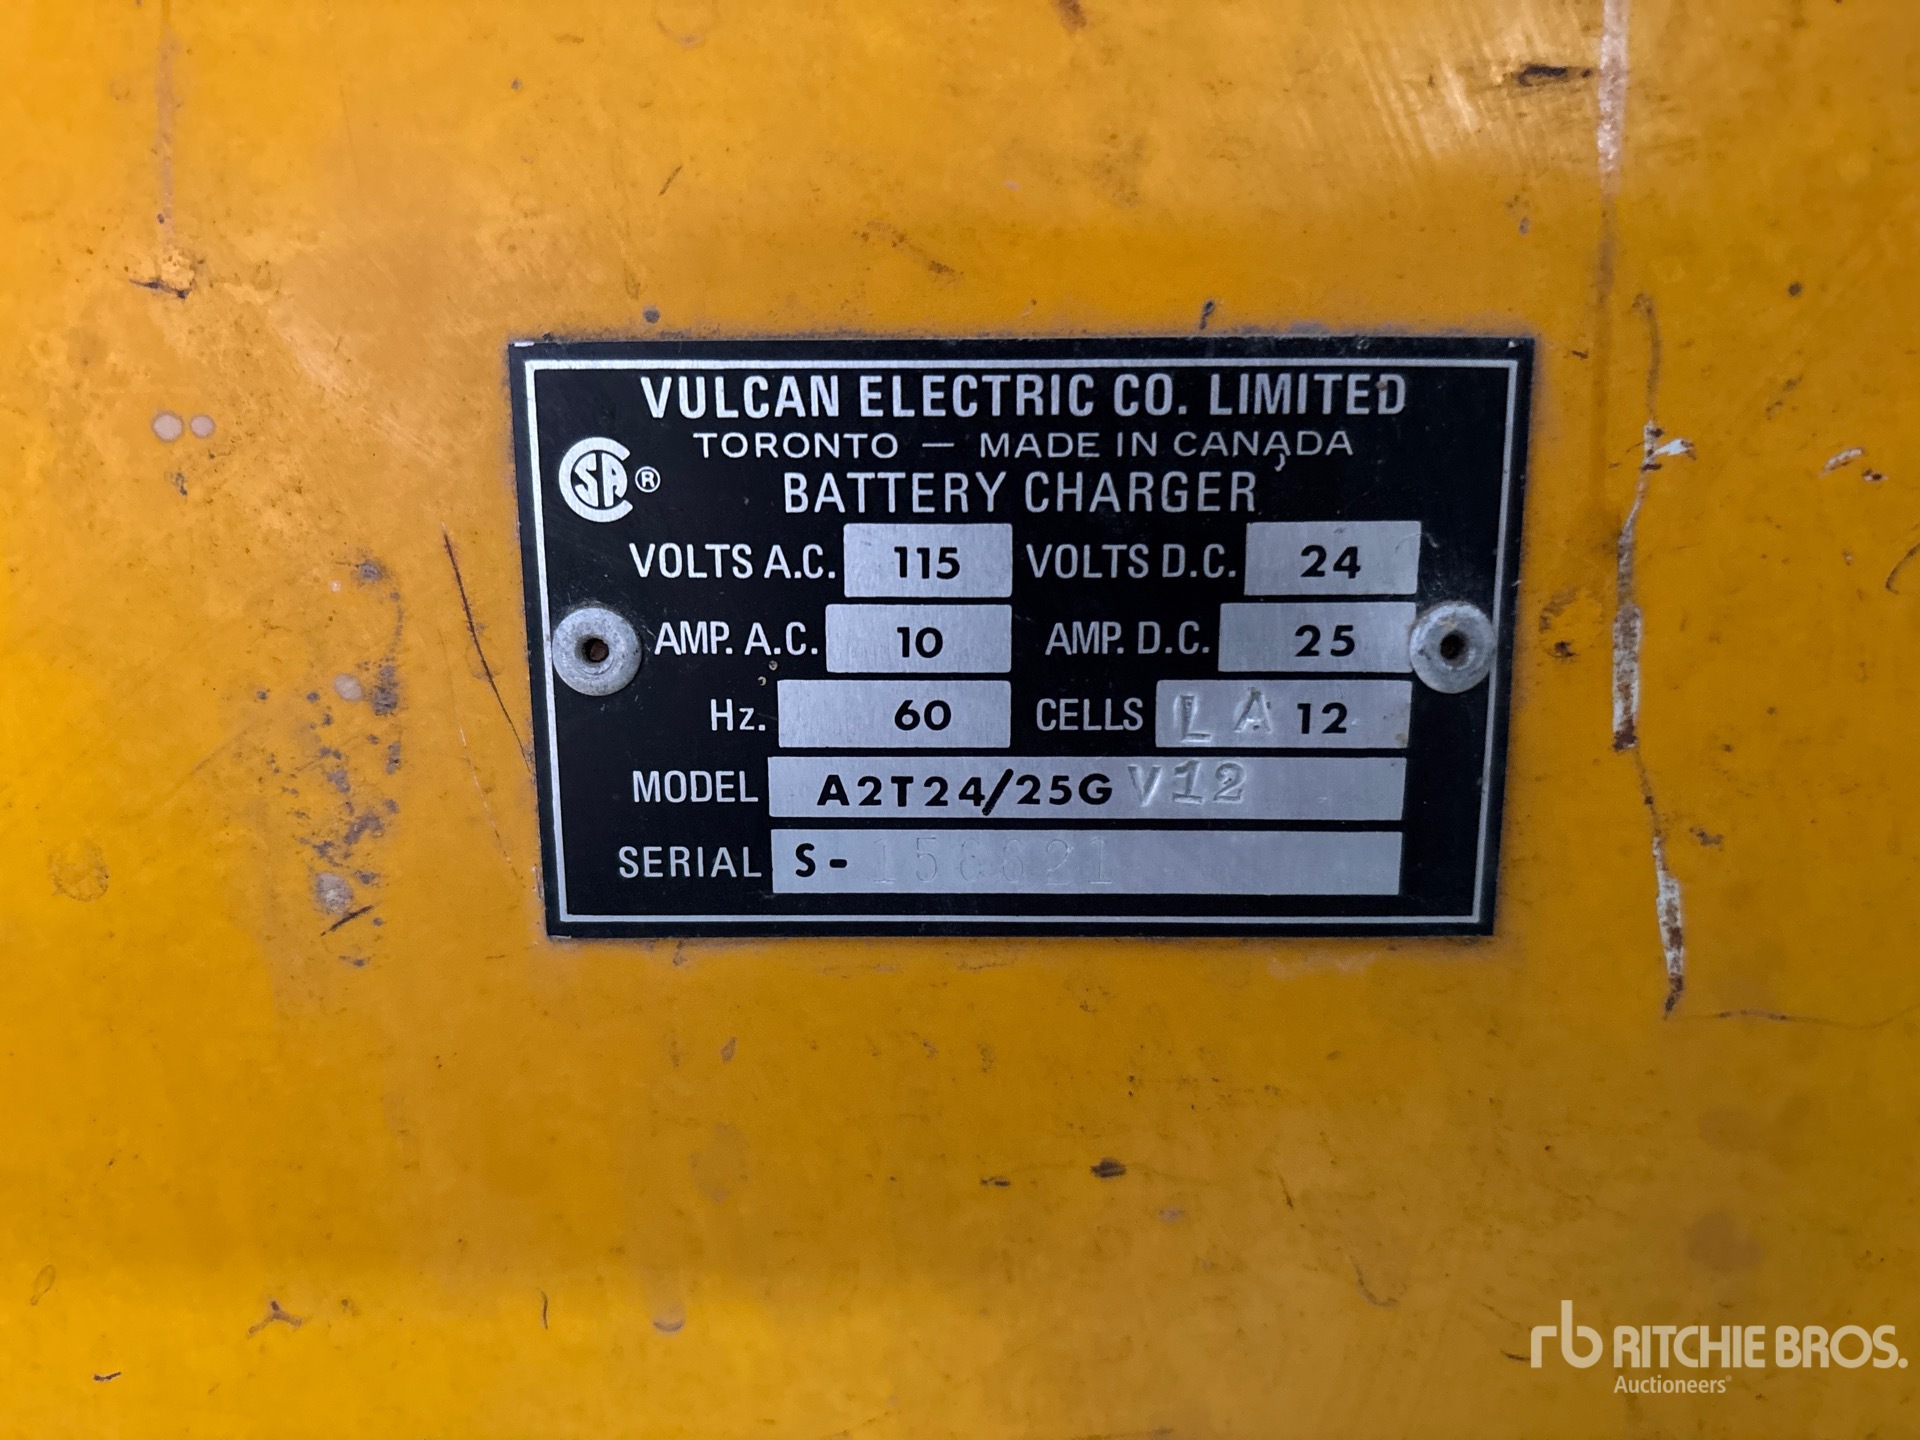 VULCAN ELECTRIC CO. LIMITED
TORONTO — MADE IN CANADA
CSA ®
BATTERY CHARGER
VOLTS A.C. 115 VOLTS D.C. 24
AMP. A.C. 10 AMP. D.C. 25
Hz. 60 CELLS LA 12
MODEL A2T24/25G V12
SERIAL S-
rb RITCHIE BROS.
Auctioneers